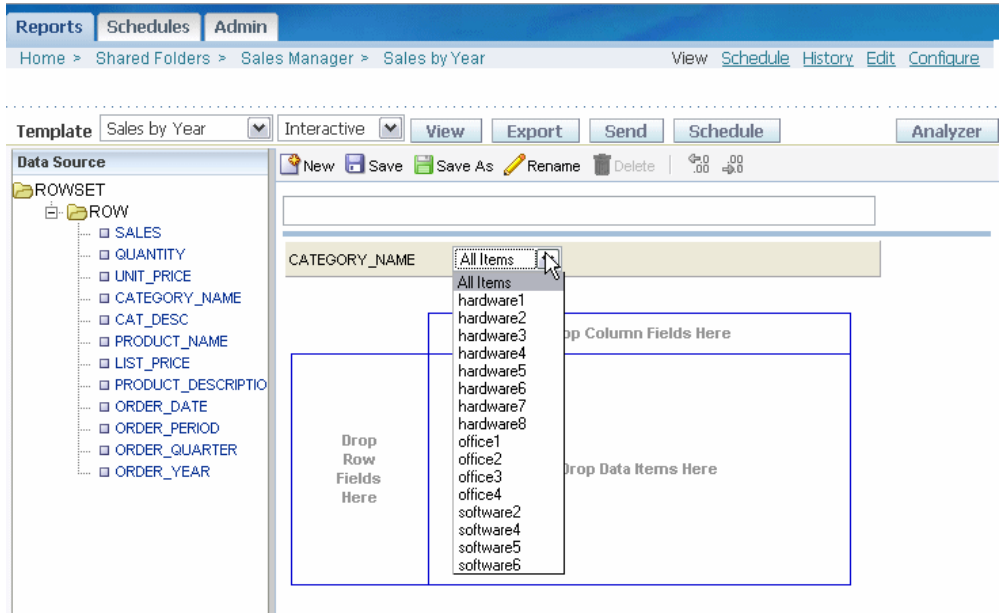 Reports Schedules Admin
Home > Shared Folders > Sales Manager > Sales by Year View Schedule History Edit Configure
Template Sales by Year Interactive View Export Send Schedule Analyzer
Data Source
New Save Save As Rename Delete
ROWSET
ROW
SALES
QUANTITY
UNIT_PRICE
CATEGORY_NAME
CAT_DESC
PRODUCT_NAME
LIST_PRICE
PRODUCT_DESCRIPTIO
ORDER_DATE
ORDER_PERIOD
ORDER_QUARTER
ORDER_YEAR
CATEGORY_NAME All Items
All Items
hardware1
hardware2
hardware3
hardware4
hardware5
hardware6
hardware7
hardware8
office1
office2
office3
office4
software2
software4
software5
software6
op Column Fields Here
Drop
Row
Fields
Here
Drop Data Items Here